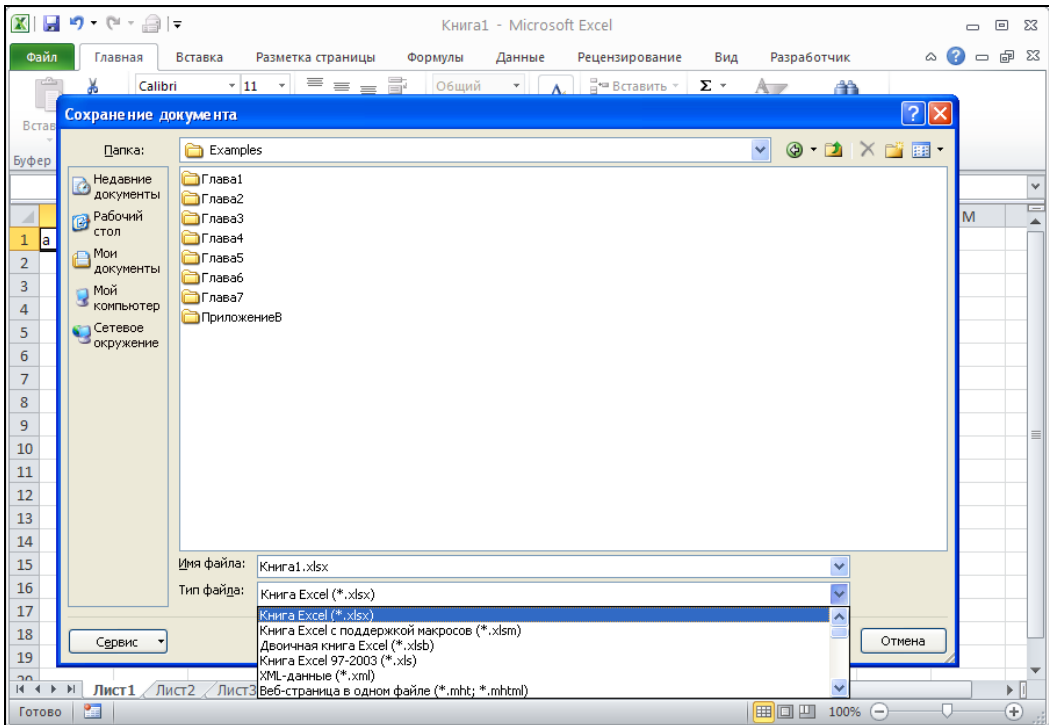 Книга1 - Microsoft Excel
Файл Главная Вставка Разметка страницы Формулы Данные Рецензирование Вид Разработчик
Calibri 11 Общий Вставить Σ
Сохранение документа
Встав
Папка: Examples
Буфер
Недавние документы
Рабочий стол
Мои документы
Мой компьютер
Сетевое окружение
Глава1
Глава2
Глава3
Глава4
Глава5
Глава6
Глава7
ПриложениеВ
M
1 а
2
3
4
5
6
7
8
9
10
11
12
13
14
15
16
17
18
19
20
Имя файла: Книга1.xlsx
Тип файла: Книга Excel (*.xlsx)
Книга Excel (*.xlsx)
Книга Excel с поддержкой макросов (*.xlsm)
Двоичная книга Excel (*.xlsb)
Книга Excel 97-2003 (*.xls)
XML-данные (*.xml)
Веб-страница в одном файле (*.mht; *.mhtml)
Сервис
Отмена
Лист1 Лист2 Лист3
Готово 100%